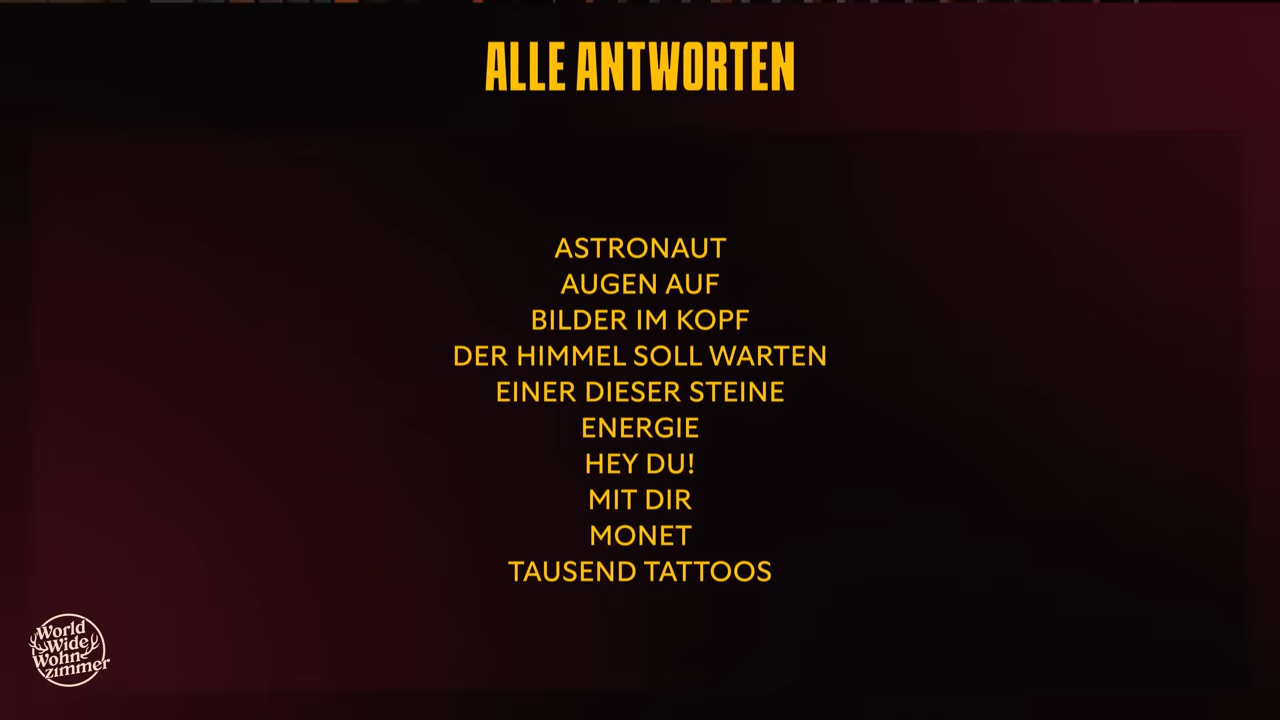 ALLE ANTWORTEN
ASTRONAUT
AUGEN AUF
BILDER IM KOPF
DER HIMMEL SOLL WARTEN
EINER DIESER STEINE
ENERGIE
HEY DU!
MIT DIR
MONET
TAUSEND TATTOOS
World
Wide
Wohn
zimmer